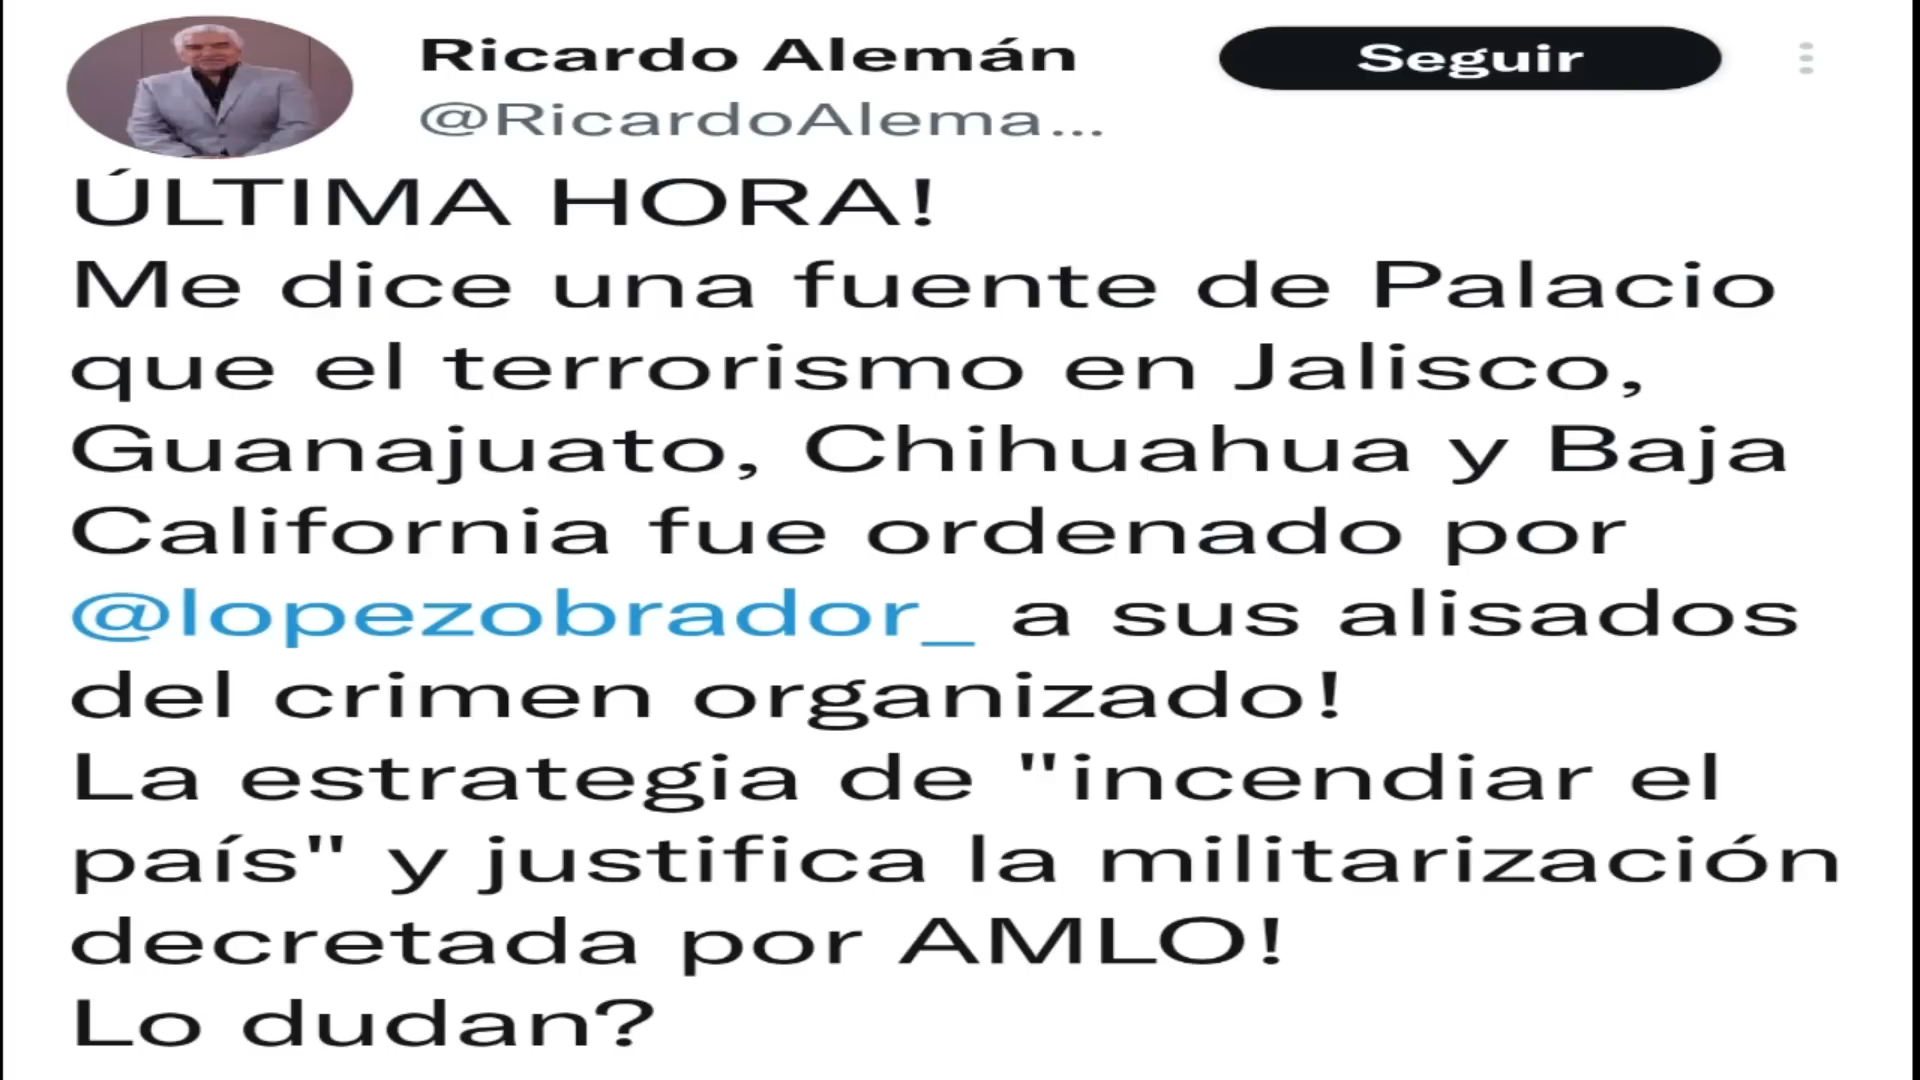 Ricardo Alemán
Seguir
@RicardoAlema...
ÚLTIMA HORA!
Me dice una fuente de Palacio
que el terrorismo en Jalisco,
Guanajuato, Chihuahua y Baja
California fue ordenado por
@lopezobrador_ a sus alisados
del crimen organizado!
La estrategia de "incendiar el
país" y justifica la militarización
decretada por AMLO!
Lo dudan?